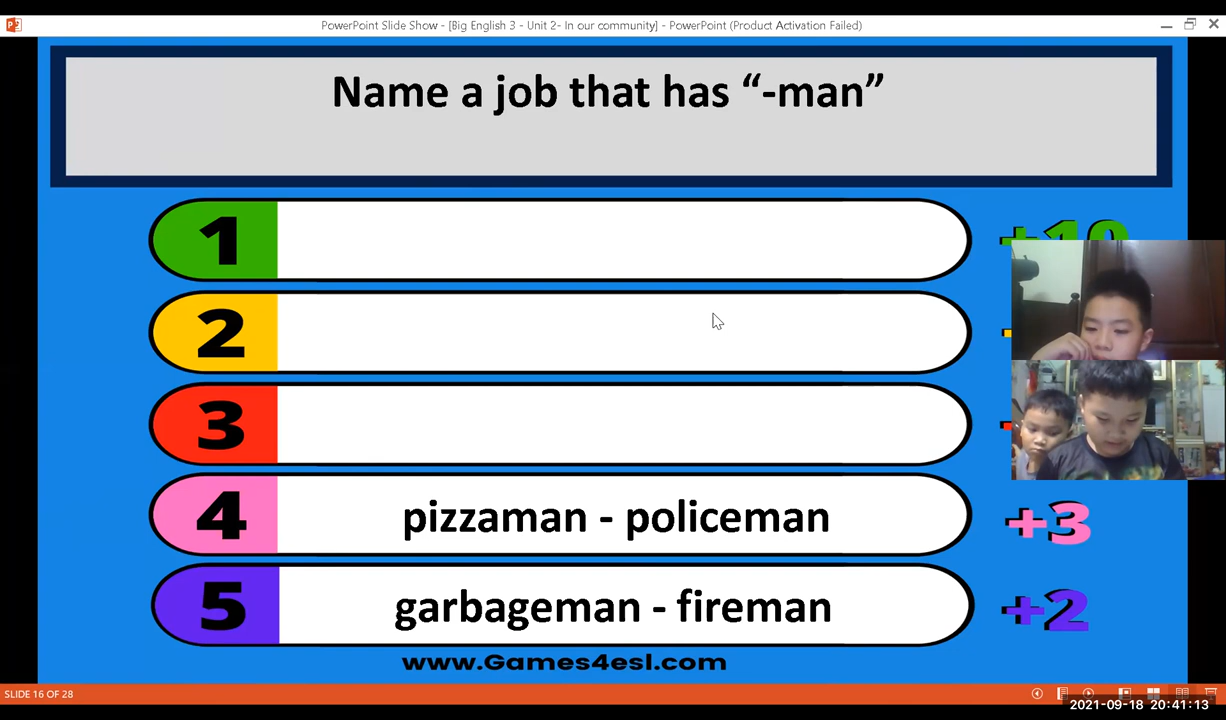 PowerPoint Slide Show - [Big English 3 - Unit 2- In our community] - PowerPoint (Product Activation Failed)
Name a job that has “-man”
1
2
3
4 pizzaman - policeman +3
5 garbageman - fireman +2
www.Games4esl.com
SLIDE 16 OF 28
2021-09-18 20:41:13